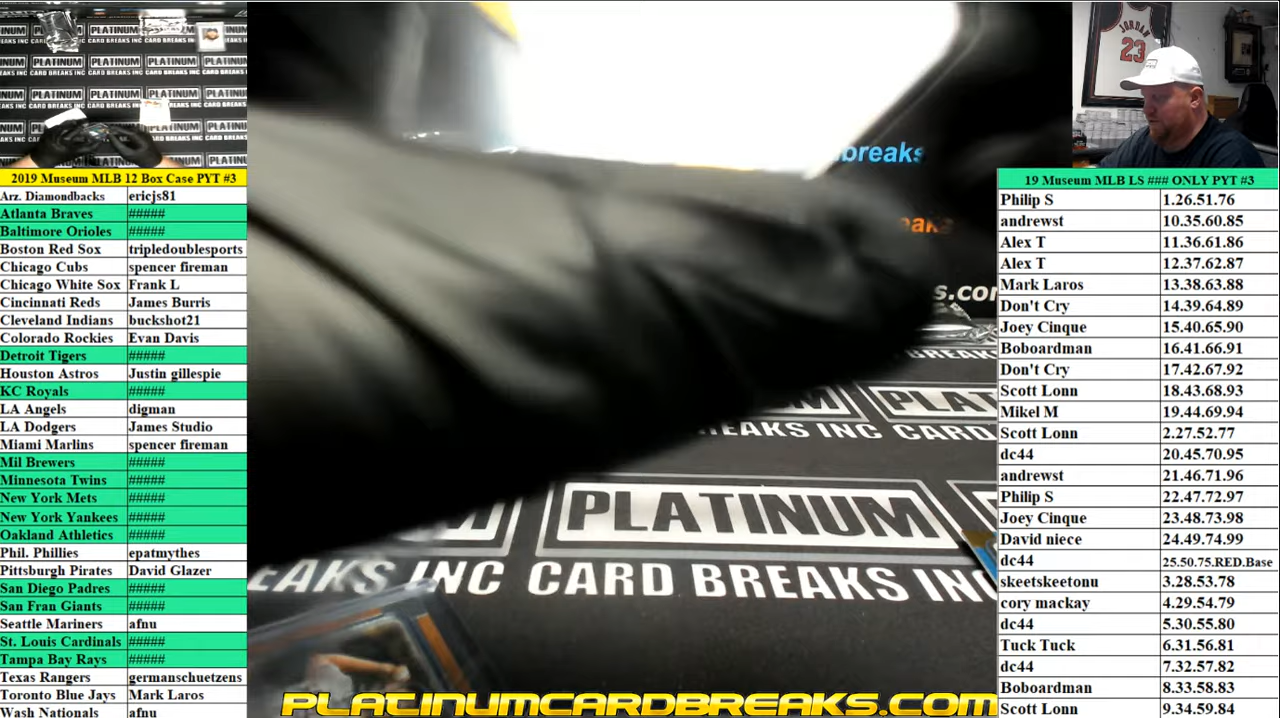 2019 Museum MLB 12 Box Case PYT #3
Arz. Diamondbacks ericjs81
Atlanta Braves #####
Baltimore Orioles #####
Boston Red Sox tripledoublesports
Chicago Cubs spencer fireman
Chicago White Sox Frank L
Cincinnati Reds James Burris
Cleveland Indians buckshot21
Colorado Rockies Evan Davis
Detroit Tigers #####
Houston Astros Justin gillespie
KC Royals #####
LA Angels digman
LA Dodgers James Studio
Miami Marlins spencer fireman
Mil Brewers #####
Minnesota Twins #####
New York Mets #####
New York Yankees #####
Oakland Athletics #####
Phil. Phillies epatmythes
Pittsburgh Pirates David Glazer
San Diego Padres #####
San Fran Giants #####
Seattle Mariners afnu
St. Louis Cardinals #####
Tampa Bay Rays #####
Texas Rangers germanschuetzens
Toronto Blue Jays Mark Laros
Wash Nationals afnu
breaks
PLATINUM
CARD BREAKS INC
PLATINUMCARDBREAKS.COM
JORDAN
23
19 Museum MLB LS ### ONLY PYT #3
Philip S 1.26.51.76
andrewst 10.35.60.85
Alex T 11.36.61.86
Alex T 12.37.62.87
Mark Laros 13.38.63.88
Don't Cry 14.39.64.89
Joey Cinque 15.40.65.90
Boboardman 16.41.66.91
Don't Cry 17.42.67.92
Scott Lonn 18.43.68.93
Mikel M 19.44.69.94
Scott Lonn 2.27.52.77
dc44 20.45.70.95
andrewst 21.46.71.96
Philip S 22.47.72.97
Joey Cinque 23.48.73.98
David niece 24.49.74.99
dc44 25.50.75.RED.Base
skeetskeetonu 3.28.53.78
cory mackay 4.29.54.79
dc44 5.30.55.80
Tuck Tuck 6.31.56.81
dc44 7.32.57.82
Boboardman 8.33.58.83
Scott Lonn 9.34.59.84